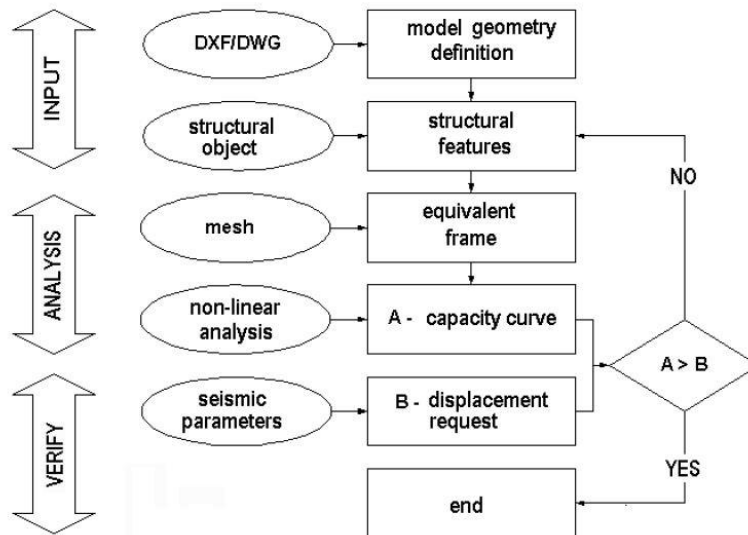 INPUT
DXF/DWG
model geometry
definition
structural
object
structural
features
NO
ANALYSIS
mesh
equivalent
frame
non-linear
analysis
A - capacity curve
A > B
VERIFY
seismic
parameters
B - displacement
request
YES
end